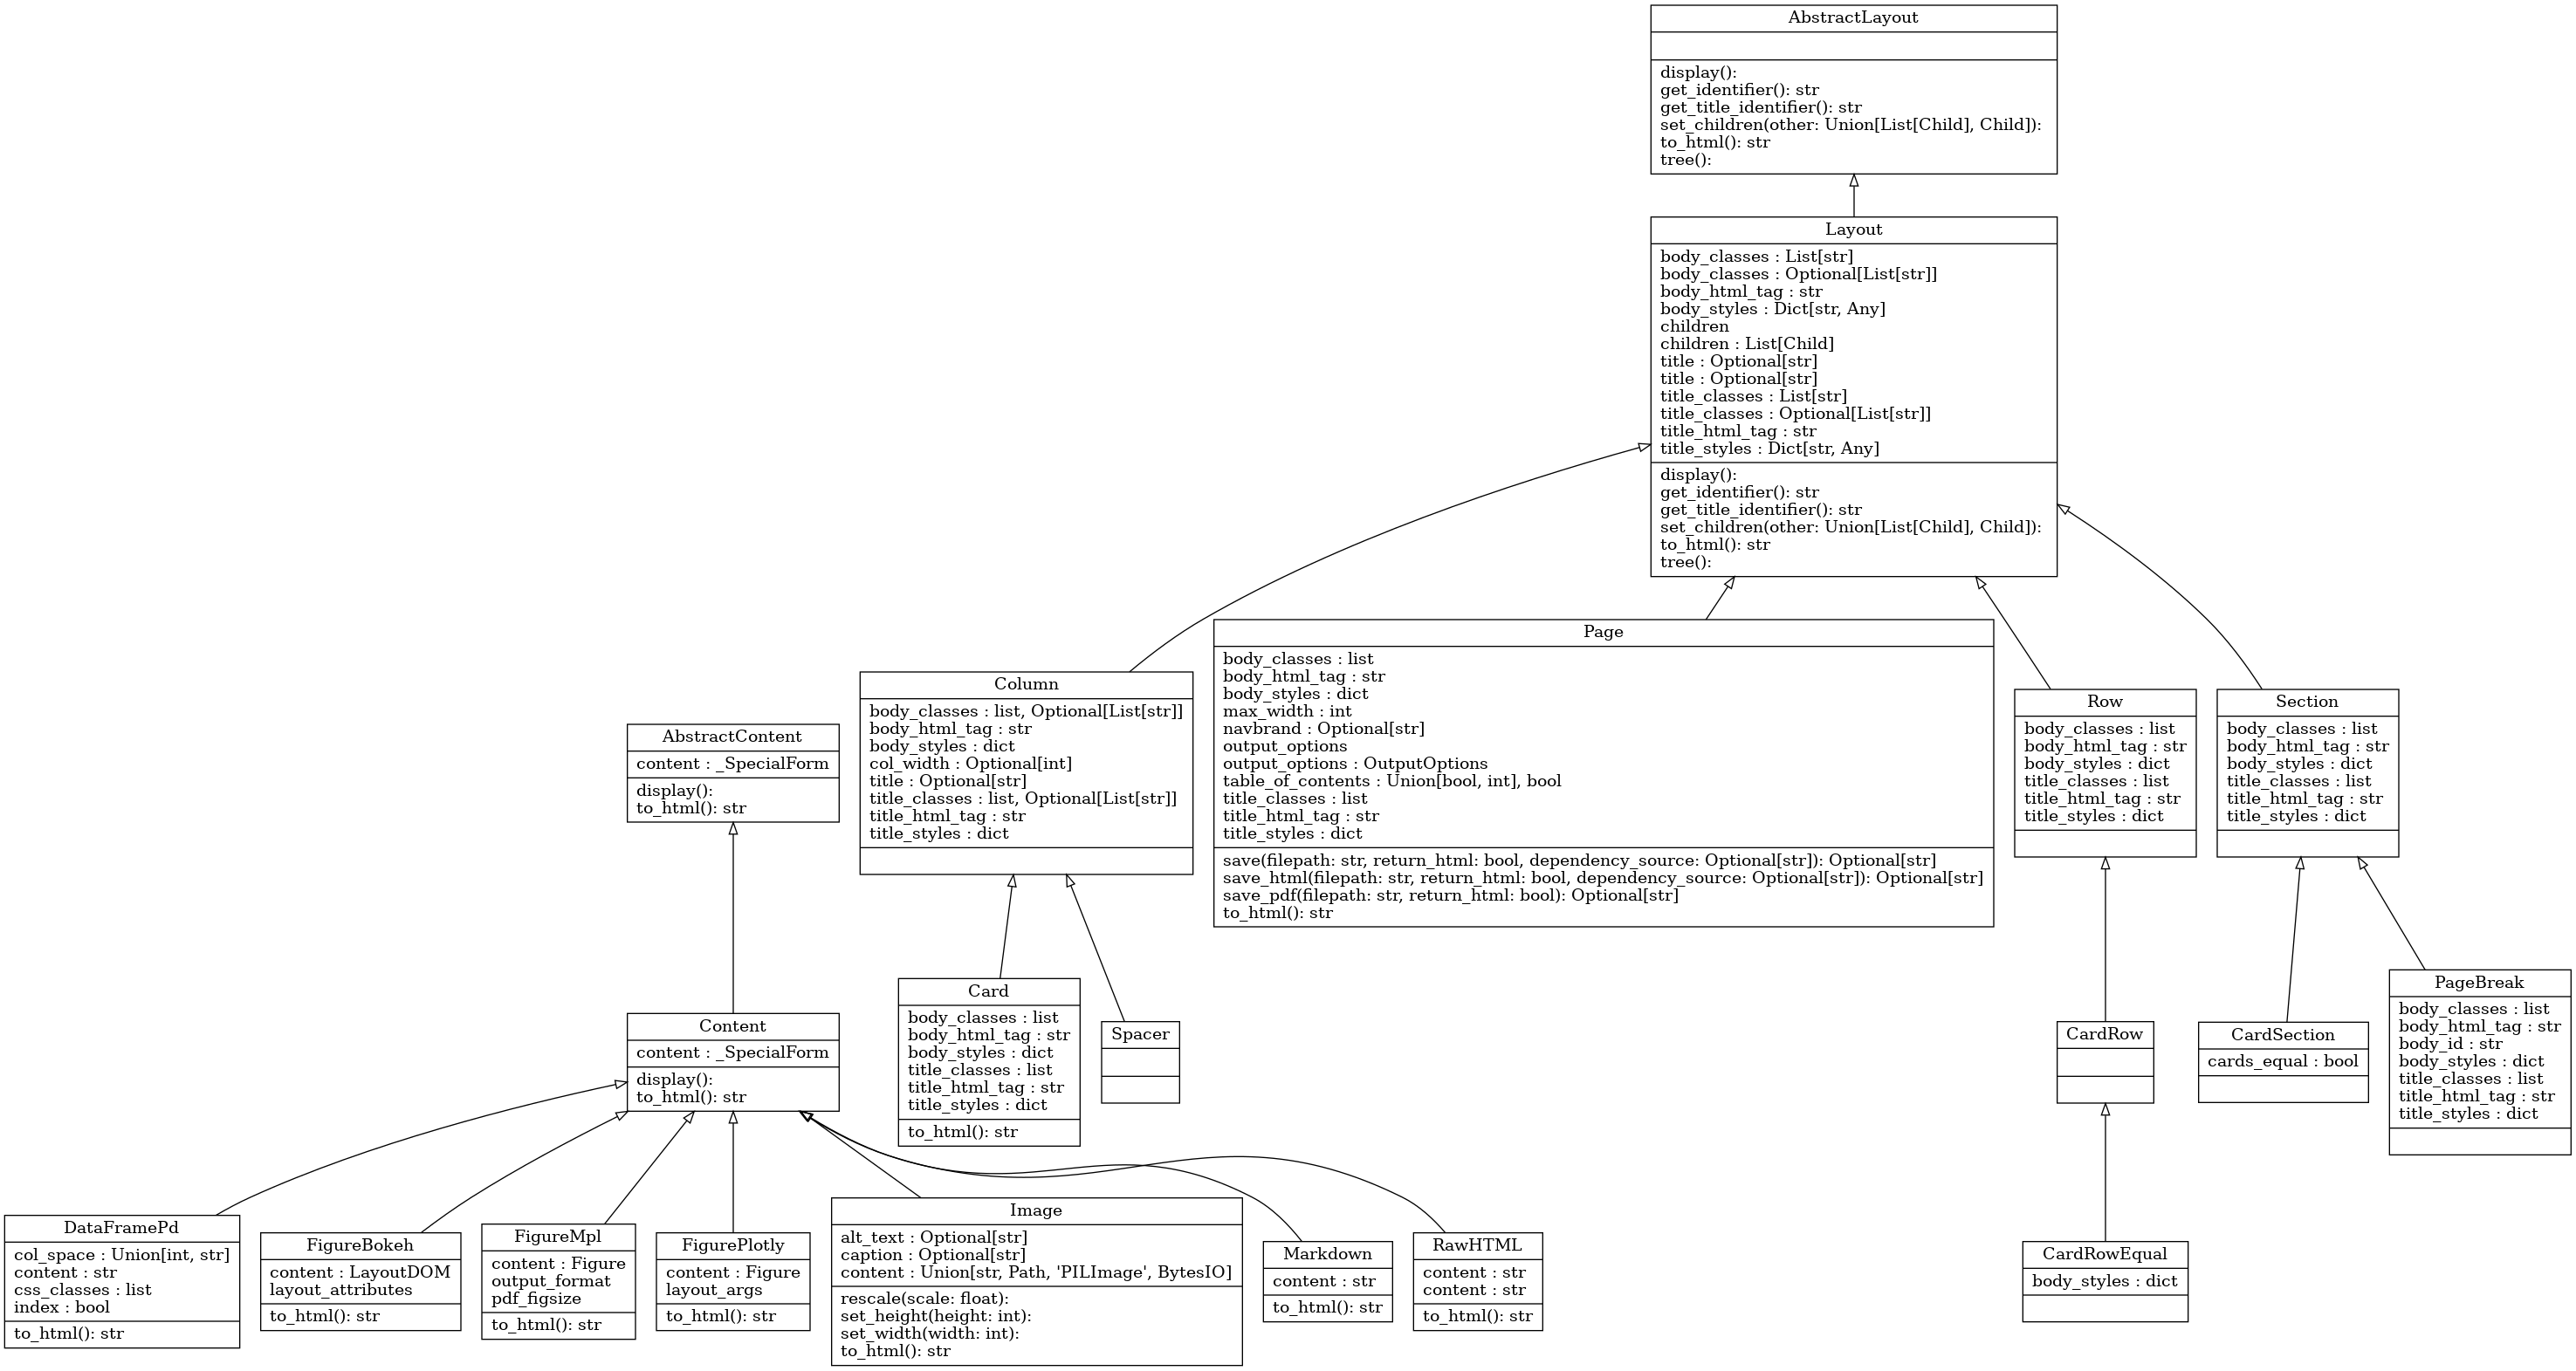 AbstractLayout
display():
get_identifier(): str
get_title_identifier(): str
set_children(other: Union[List[Child], Child]):
to_html(): str
tree():
Layout
body_classes : List[str]
body_classes : Optional[List[str]]
body_html_tag : str
body_styles : Dict[str, Any]
children
children : List[Child]
title : Optional[str]
title : Optional[str]
title_classes : List[str]
title_classes : Optional[List[str]]
title_html_tag : str
title_styles : Dict[str, Any]
display():
get_identifier(): str
get_title_identifier(): str
set_children(other: Union[List[Child], Child]):
to_html(): str
tree():
AbstractContent
content : _SpecialForm
display():
to_html(): str
Column
body_classes : list, Optional[List[str]]
body_html_tag : str
body_styles : dict
col_width : Optional[int]
title : Optional[str]
title_classes : list, Optional[List[str]]
title_html_tag : str
title_styles : dict
Page
body_classes : list
body_html_tag : str
body_styles : dict
max_width : int
navbrand : Optional[str]
output_options
output_options : OutputOptions
table_of_contents : Union[bool, int], bool
title_classes : list
title_html_tag : str
title_styles : dict
save(filepath: str, return_html: bool, dependency_source: Optional[str]): Optional[str]
save_html(filepath: str, return_html: bool, dependency_source: Optional[str]): Optional[str]
save_pdf(filepath: str, return_html: bool): Optional[str]
to_html(): str
Row
body_classes : list
body_html_tag : str
body_styles : dict
title_classes : list
title_html_tag : str
title_styles : dict
Section
body_classes : list
body_html_tag : str
body_styles : dict
title_classes : list
title_html_tag : str
title_styles : dict
Content
content : _SpecialForm
display():
to_html(): str
Card
body_classes : list
body_html_tag : str
body_styles : dict
title_classes : list
title_html_tag : str
title_styles : dict
to_html(): str
Spacer
CardRow
CardSection
cards_equal : bool
PageBreak
body_classes : list
body_html_tag : str
body_id : str
body_styles : dict
title_classes : list
title_html_tag : str
title_styles : dict
DataFramePd
col_space : Union[int, str]
content : str
css_classes : list
index : bool
to_html(): str
FigureBokeh
content : LayoutDOM
layout_attributes
to_html(): str
FigureMpl
content : Figure
output_format
pdf_figsize
to_html(): str
FigurePlotly
content : Figure
layout_args
to_html(): str
Image
alt_text : Optional[str]
caption : Optional[str]
content : Union[str, Path, 'PILImage', BytesIO]
rescale(scale: float):
set_height(height: int):
set_width(width: int):
to_html(): str
Markdown
content : str
to_html(): str
RawHTML
content : str
content : str
to_html(): str
CardRowEqual
body_styles : dict